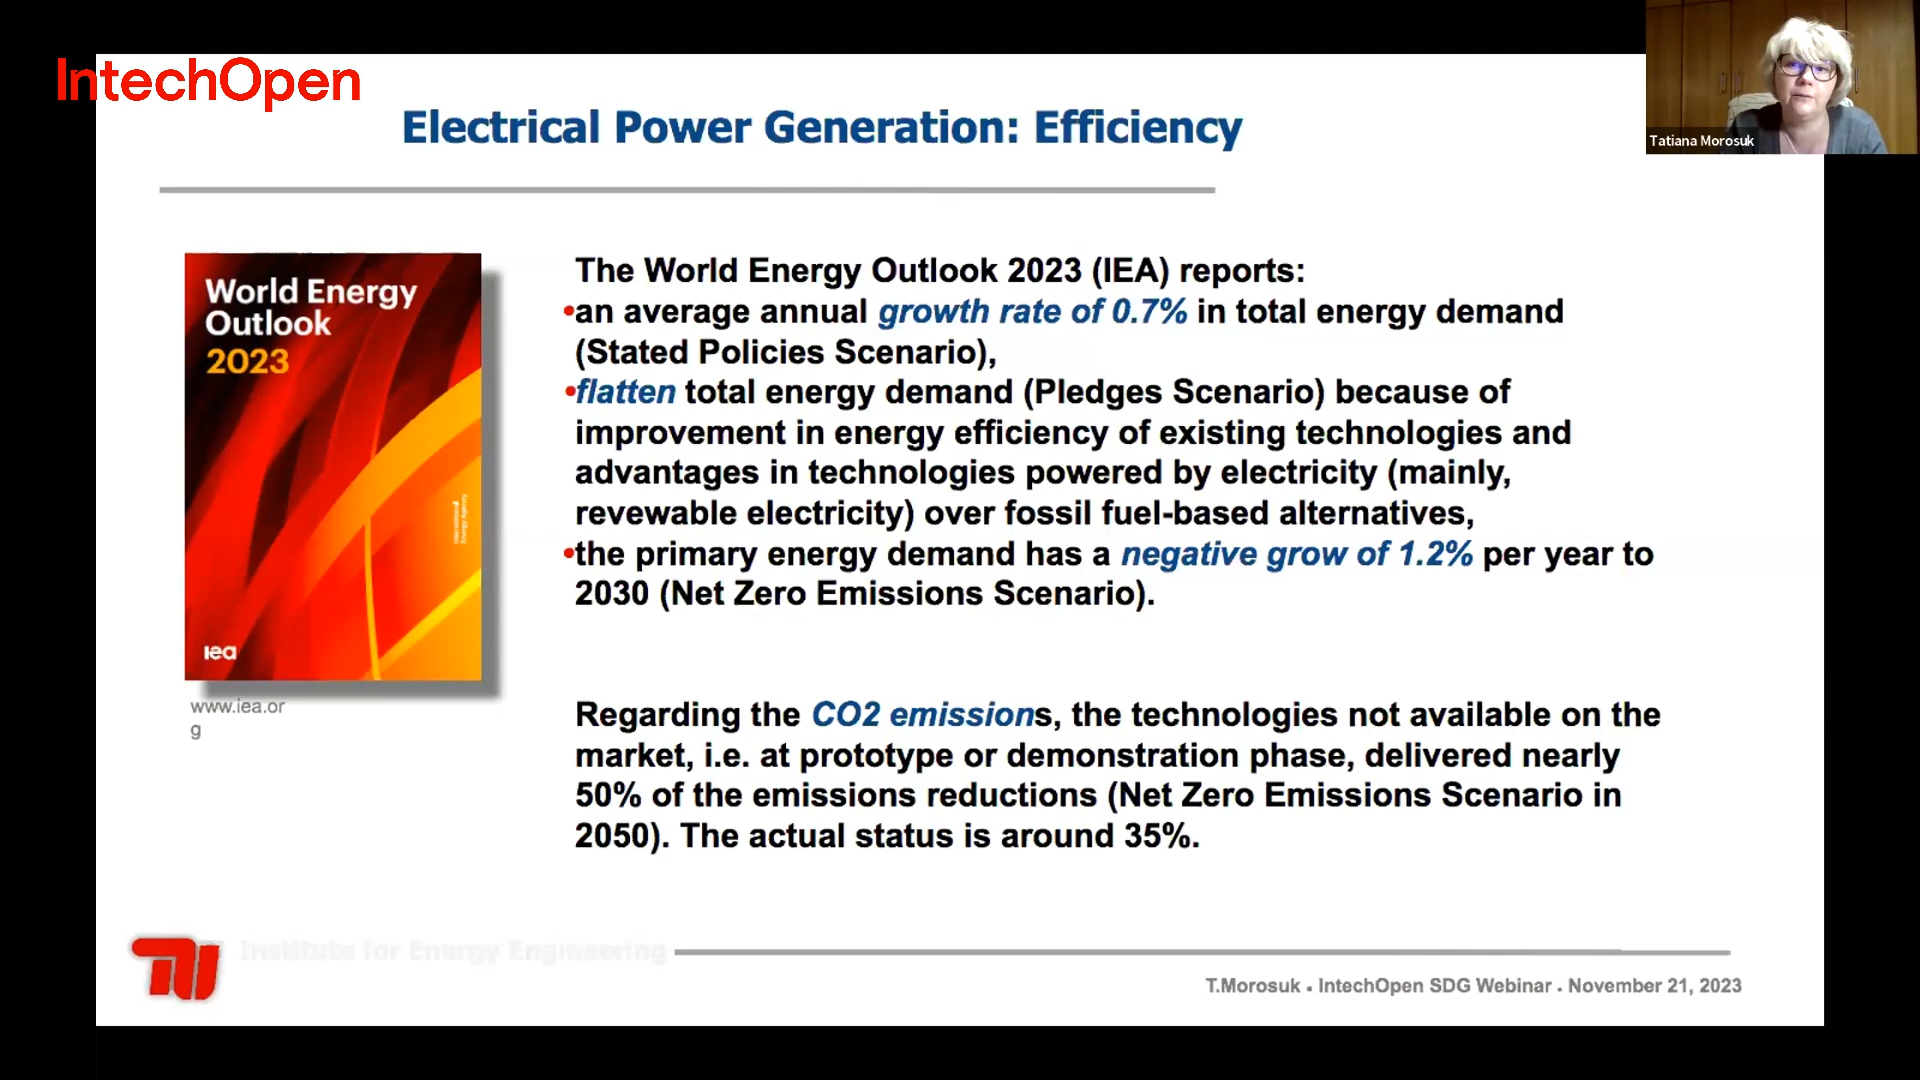 IntechOpen
Electrical Power Generation: Efficiency
Tatiana Morosuk
World Energy
Outlook
2023
International
Energy Agency
iea
www.iea.or
g
The World Energy Outlook 2023 (IEA) reports:
•an average annual growth rate of 0.7% in total energy demand
(Stated Policies Scenario),
•flatten total energy demand (Pledges Scenario) because of
improvement in energy efficiency of existing technologies and
advantages in technologies powered by electricity (mainly,
revewable electricity) over fossil fuel-based alternatives,
•the primary energy demand has a negative grow of 1.2% per year to
2030 (Net Zero Emissions Scenario).
Regarding the CO2 emissions, the technologies not available on the
market, i.e. at prototype or demonstration phase, delivered nearly
50% of the emissions reductions (Net Zero Emissions Scenario in
2050). The actual status is around 35%.
Institute for Energy Engineering
T.Morosuk • IntechOpen SDG Webinar • November 21, 2023